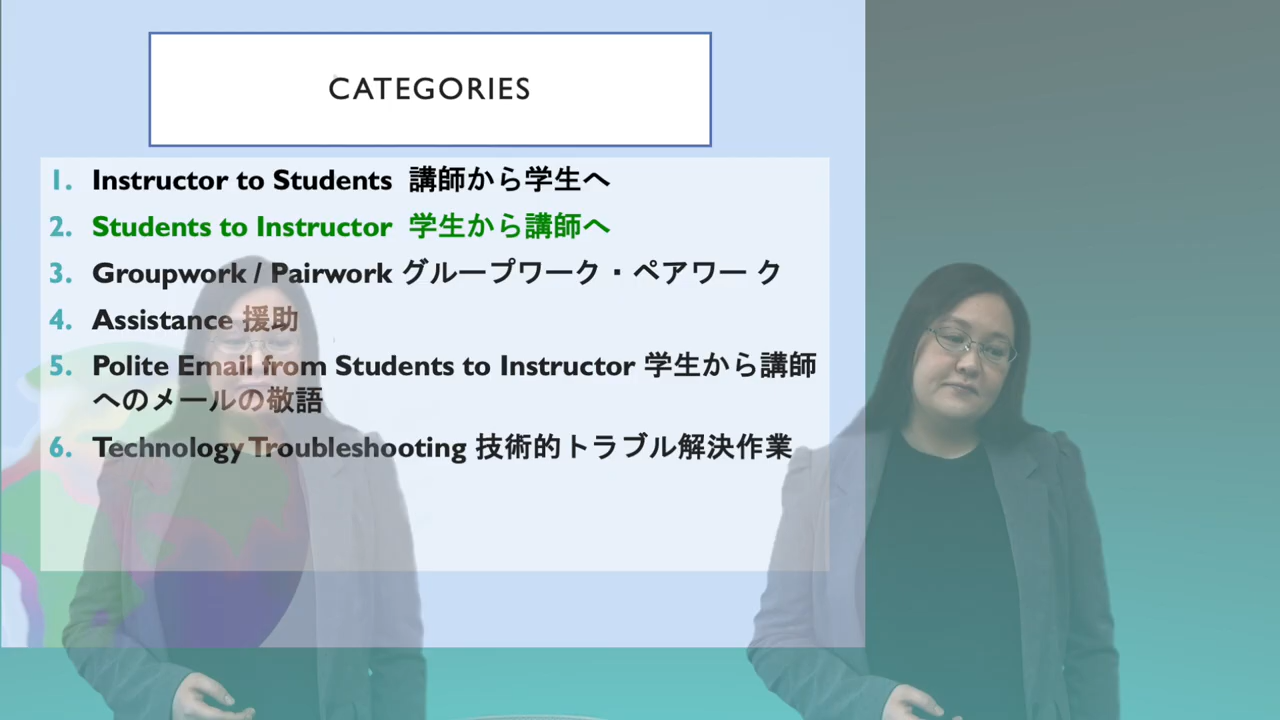 CATEGORIES
1. Instructor to Students 講師から学生へ
2. Students to Instructor 学生から講師へ
3. Groupwork / Pairwork グループワーク・ペアワー ク
4. Assistance 援助
5. Polite Email from Students to Instructor 学生から講師
へのメールの敬語
6. Technology Troubleshooting 技術的トラブル解決作業